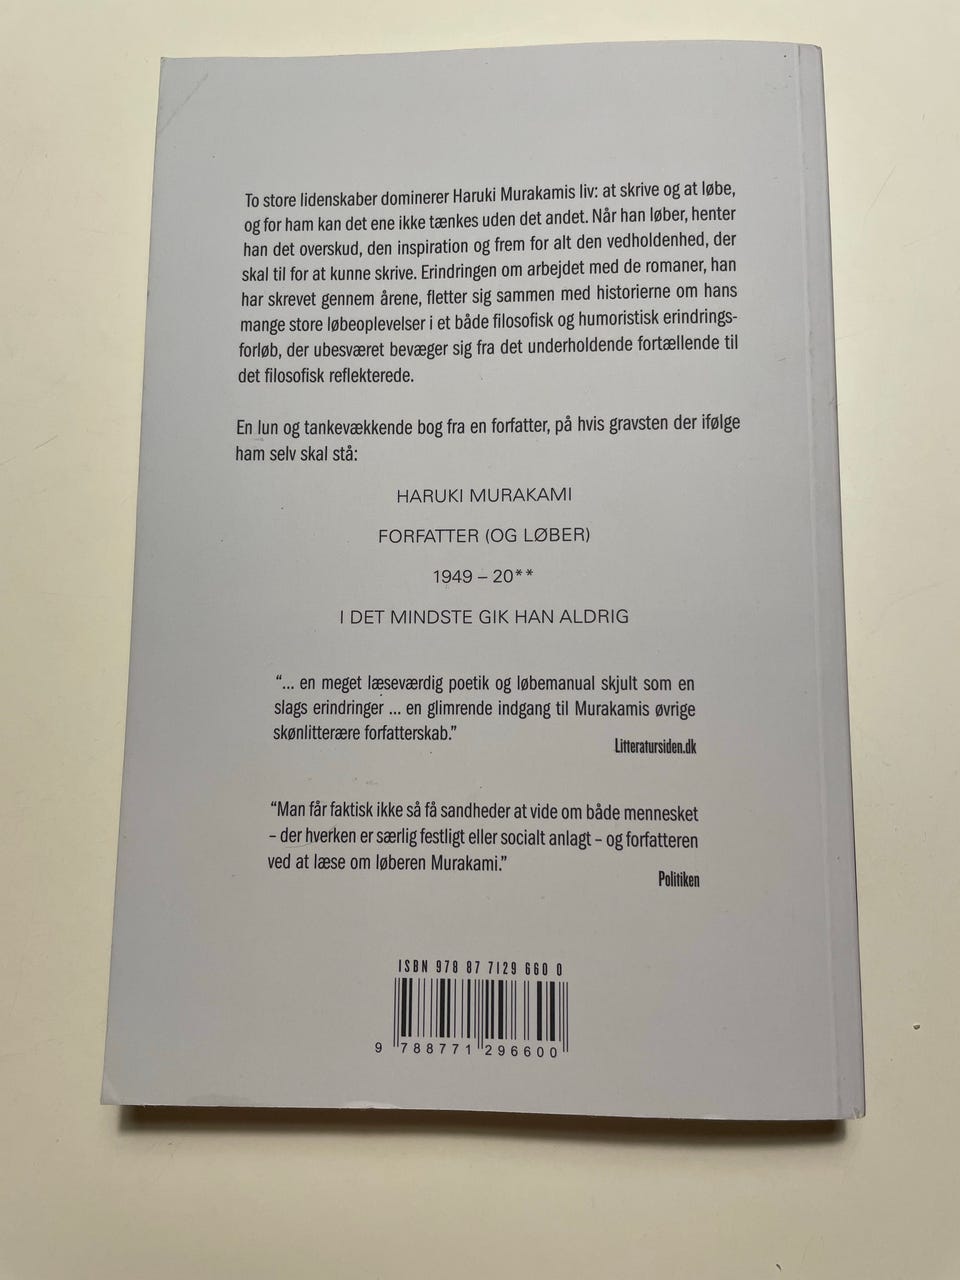 To store lidenskaber dominerer Haruki Murakamis liv: at skrive og at løbe,
og for ham kan det ene ikke tænkes uden det andet. Når han løber, henter
han det overskud, den inspiration og frem for alt den vedholdenhed, der
skal til for at kunne skrive. Erindringen om arbejdet med de romaner, han
har skrevet gennem årene, fletter sig sammen med historierne om hans
mange store løbeoplevelser i et både filosofisk og humoristisk erindrings-
forløb, der ubesværet bevæger sig fra det underholdende fortællende til
det filosofisk reflekterede.
En lun og tankevækkende bog fra en forfatter, på hvis gravsten der ifølge
ham selv skal stå:
HARUKI MURAKAMI
FORFATTER (OG LØBER)
1949 – 20**
I DET MINDSTE GIK HAN ALDRIG
“... en meget læseværdig poetik og løbemanual skjult som en
slags erindringer ... en glimrende indgang til Murakamis øvrige
skønlitterære forfatterskab.”
Litteratursiden.dk
“Man får faktisk ikke så få sandheder at vide om både mennesket
– der hverken er særlig festligt eller socialt anlagt – og forfatteren
ved at læse om løberen Murakami.”
Politiken
ISBN 978 87 7129 660 0
9 788771 296600